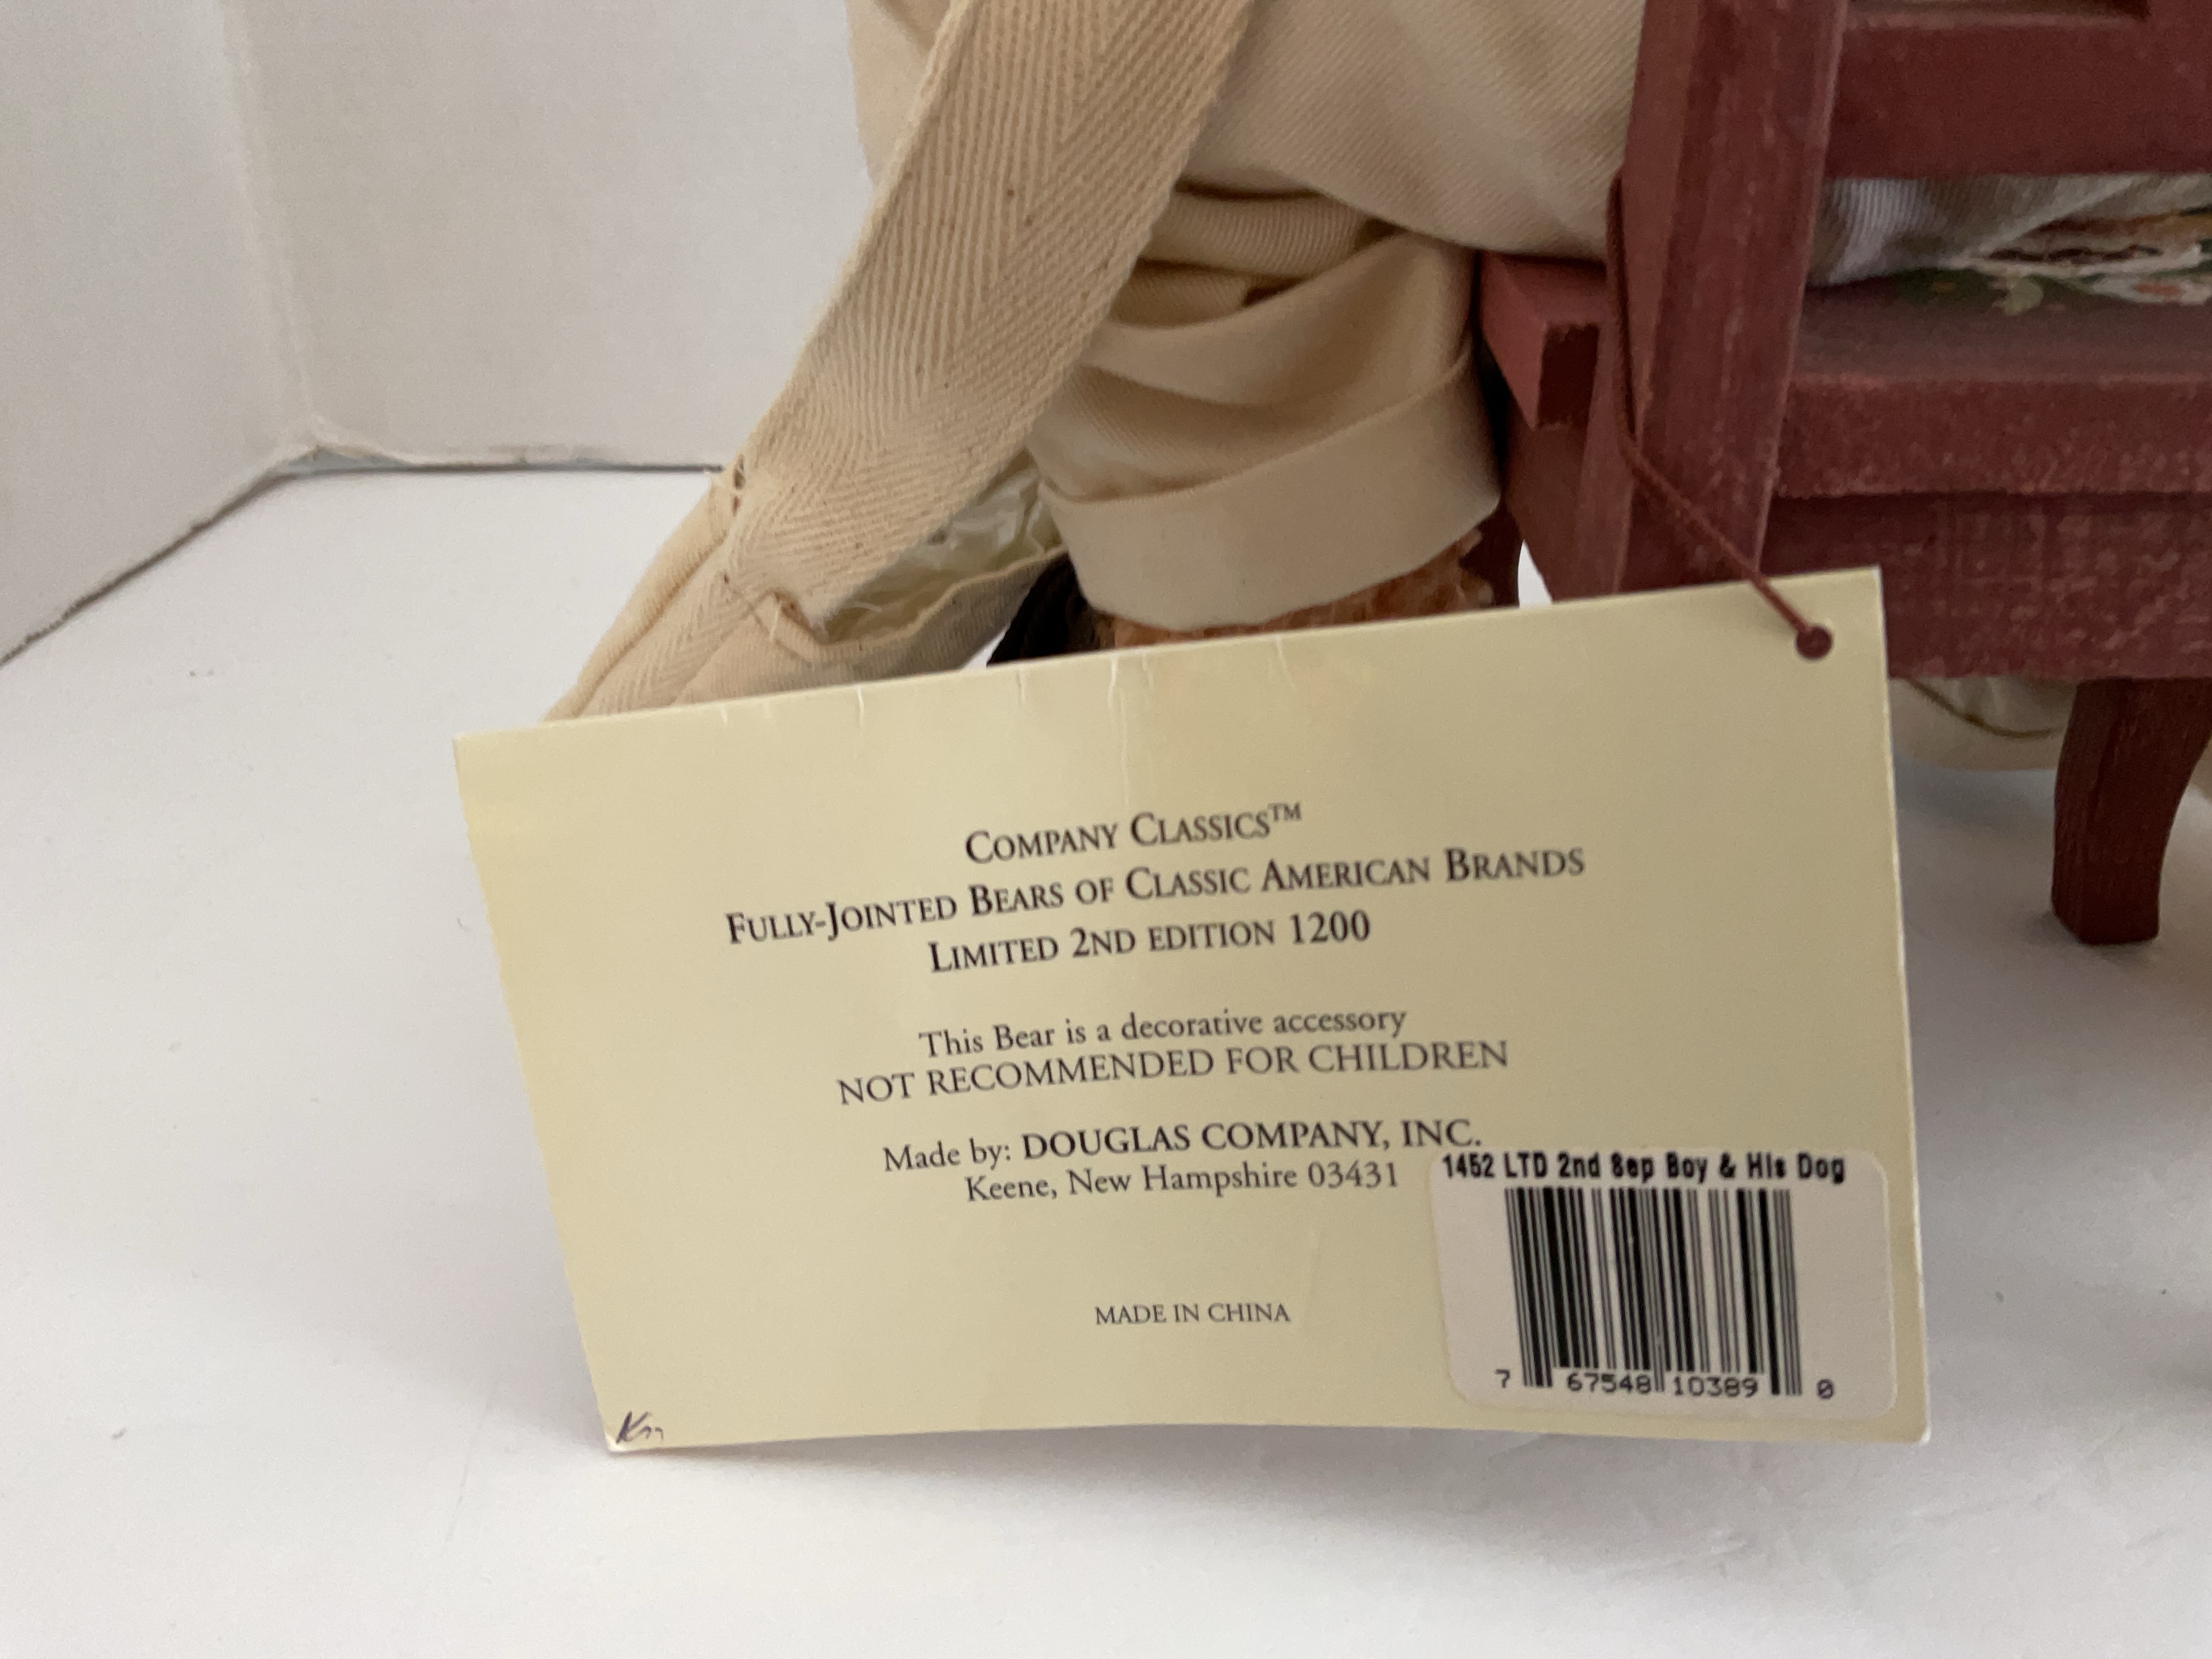 COMPANY CLASSICS™
FULLY-JOINTED BEARS OF CLASSIC AMERICAN BRANDS
LIMITED 2ND EDITION 1200
This Bear is a decorative accessory
NOT RECOMMENDED FOR CHILDREN
Made by: DOUGLAS COMPANY, INC.
Keene, New Hampshire 03431
1452 LTD 2nd Sep Boy & His Dog
7 67548 10389 0
MADE IN CHINA